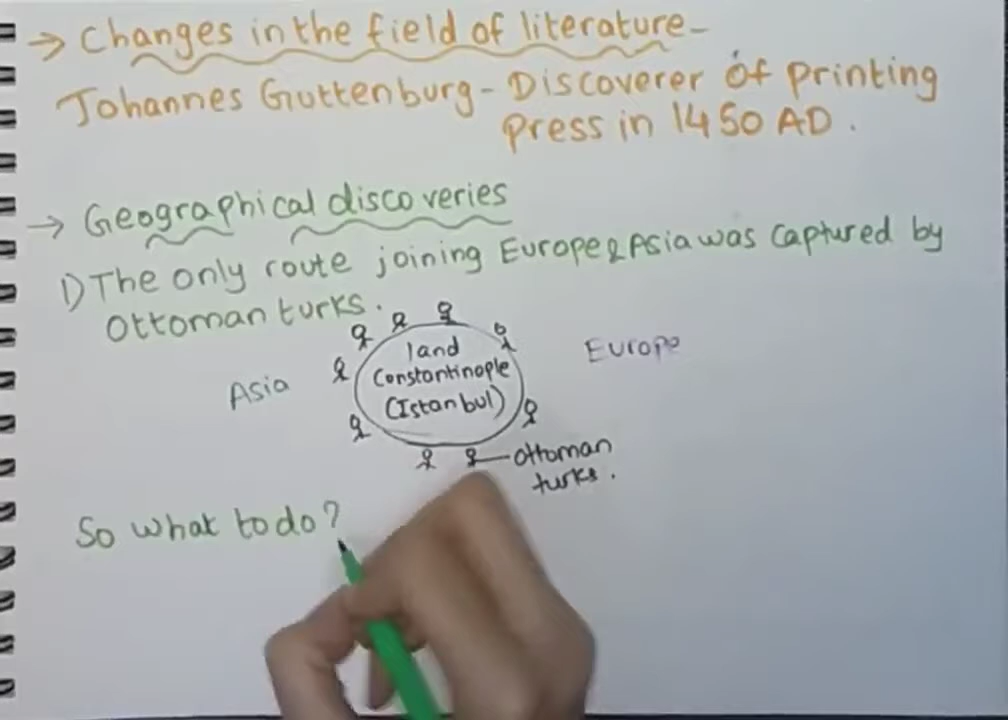 → Changes in the field of literature-
Johannes Guttenburg - Discoverer of printing
press in 1450 AD.
→ Geographical discoveries
1) The only route joining Europe & Asia was captured by
Ottoman turks.
land
Constantinople
(Istanbul)
Asia
Europe
ottoman
turks.
So what to do?